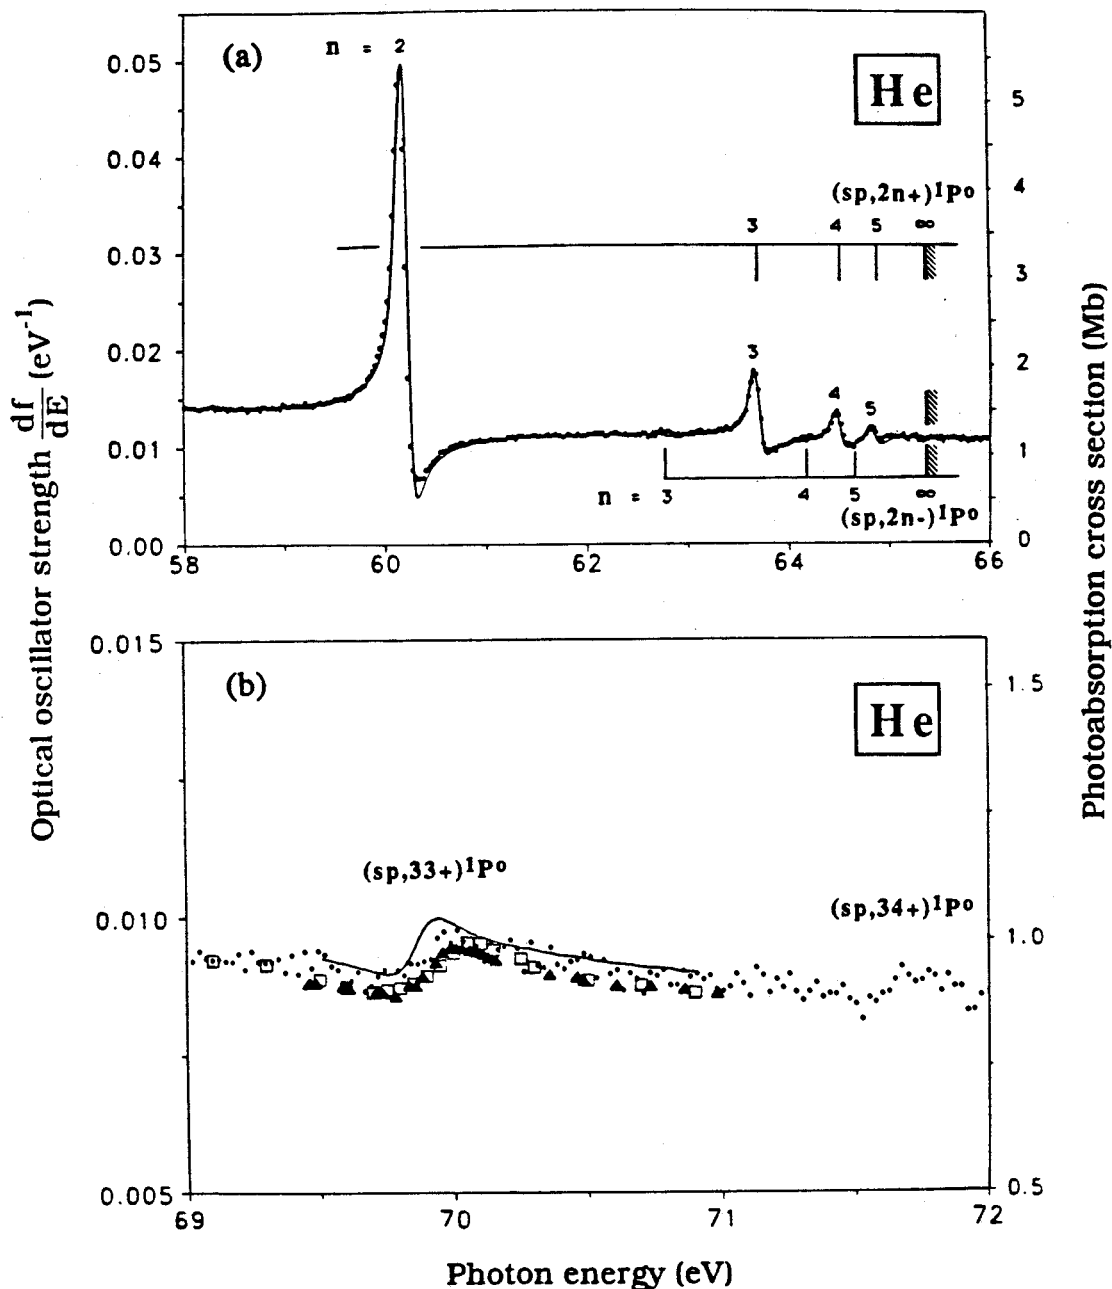 (a)
n = 2
He
0.05
0.04
0.03
0.02
0.01
0.00
5
4
3
2
1
0
(sp,2n+)¹Pº
3 4 5 ∞
3 4 5
n = 3 4 5 ∞
(sp,2n-)¹Pº
58 60 62 64 66
Optical oscillator strength df/dE (eV⁻¹)
Photoabsorption cross section (Mb)
(b)
He
0.015
0.010
0.005
1.5
1.0
0.5
(sp,33+)¹Pº
(sp,34+)¹Pº
69 70 71 72
Photon energy (eV)